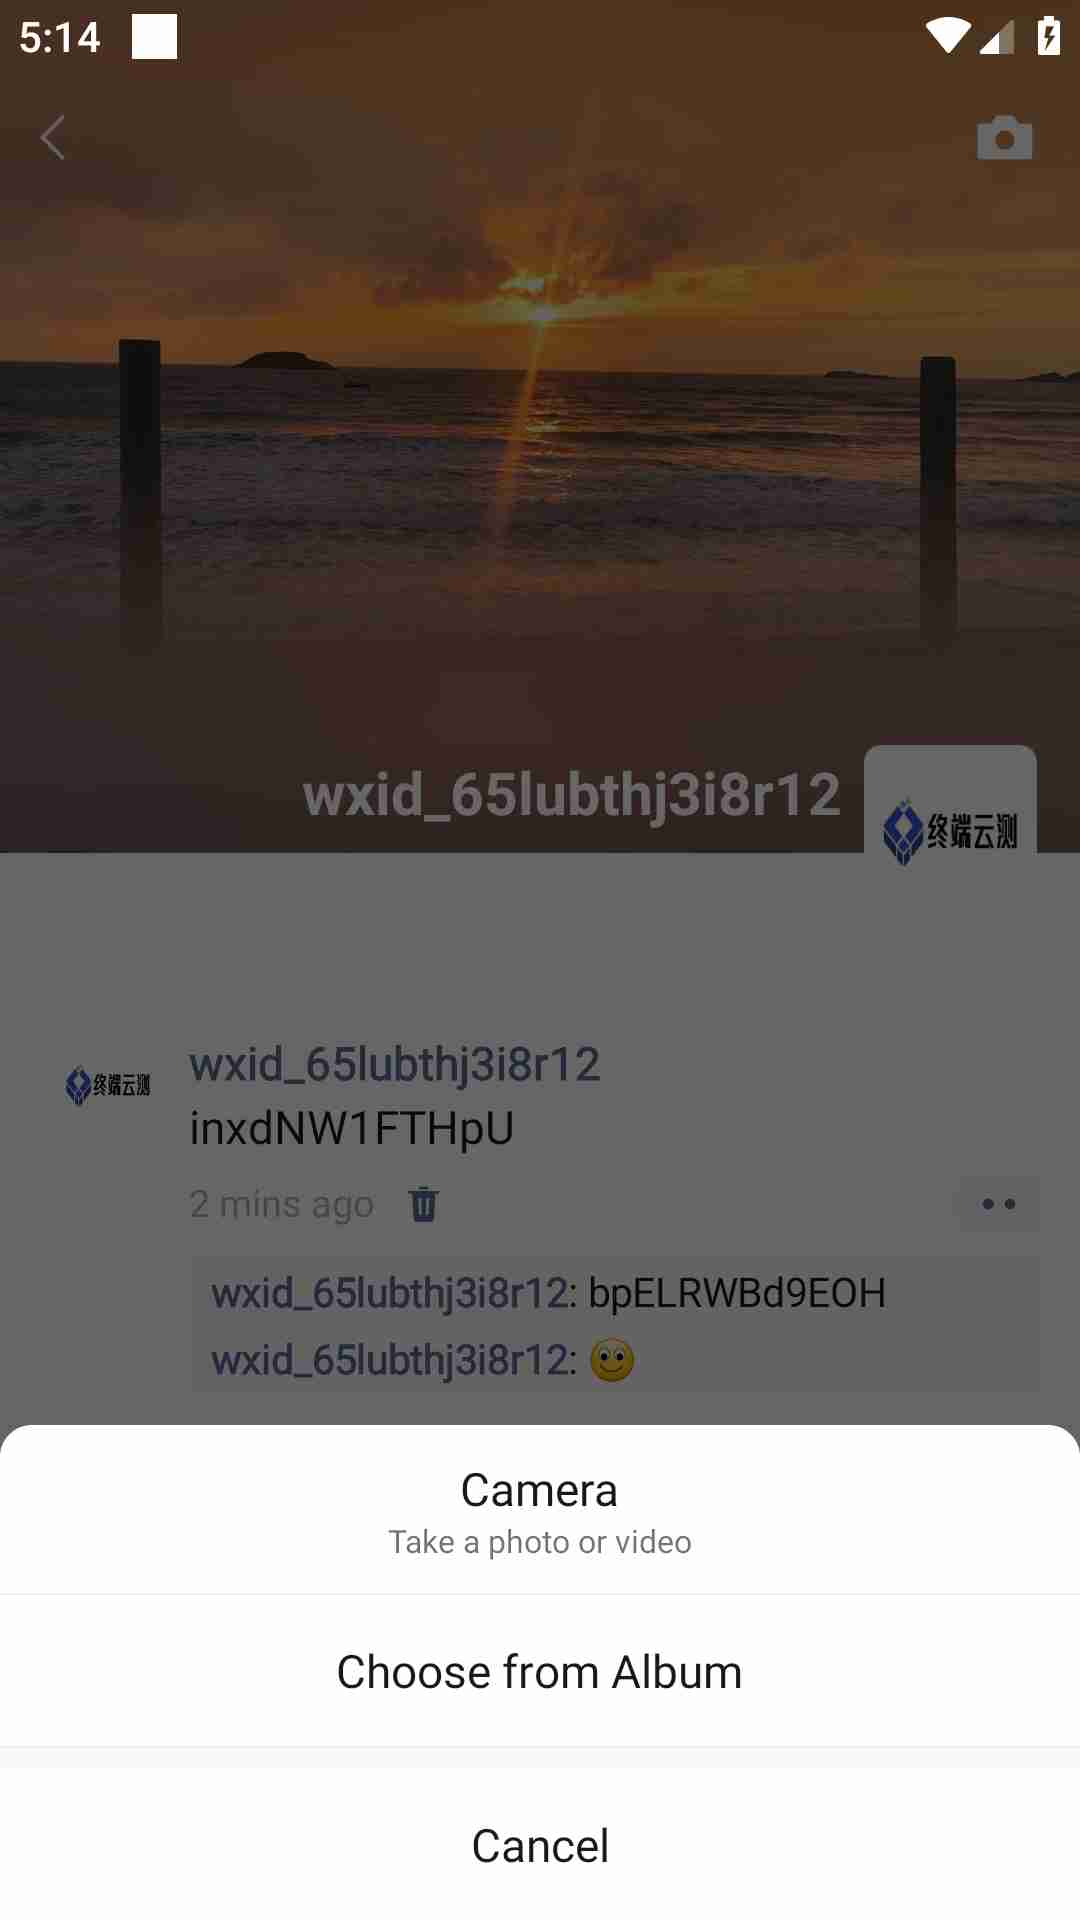 5:14
wxid_65lubthj3i8r12
终端云测
wxid_65lubthj3i8r12
终端云测
inxdNW1FTHpU
2 mins ago
wxid_65lubthj3i8r12: bpELRWBd9EOH
wxid_65lubthj3i8r12: 🙂
Camera
Take a photo or video
Choose from Album
Cancel